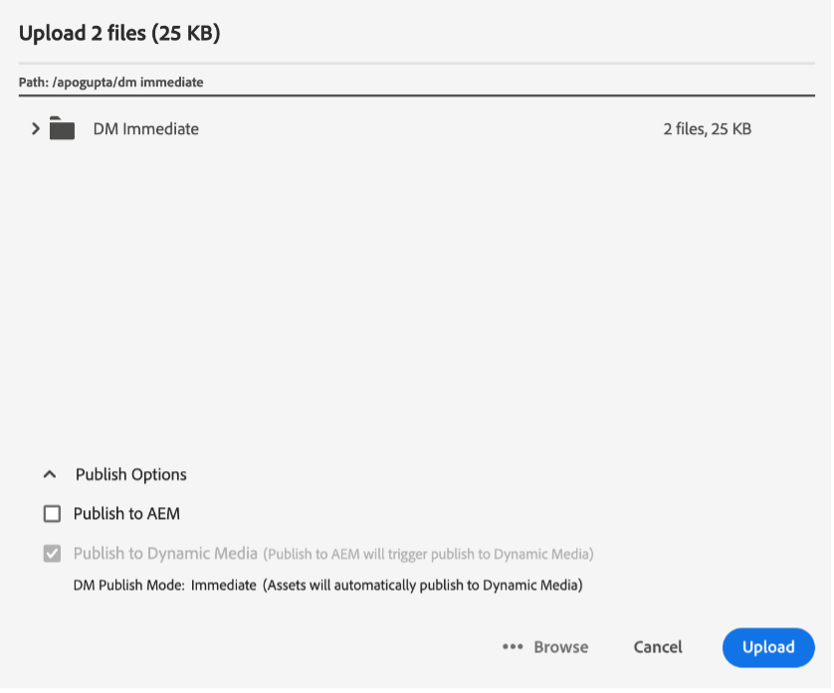 Upload 2 files (25 KB)
Path: /apogupta/dm immediate
DM Immediate 2 files, 25 KB
Publish Options
Publish to AEM
Publish to Dynamic Media (Publish to AEM will trigger publish to Dynamic Media)
DM Publish Mode: Immediate (Assets will automatically publish to Dynamic Media)
Browse Cancel Upload